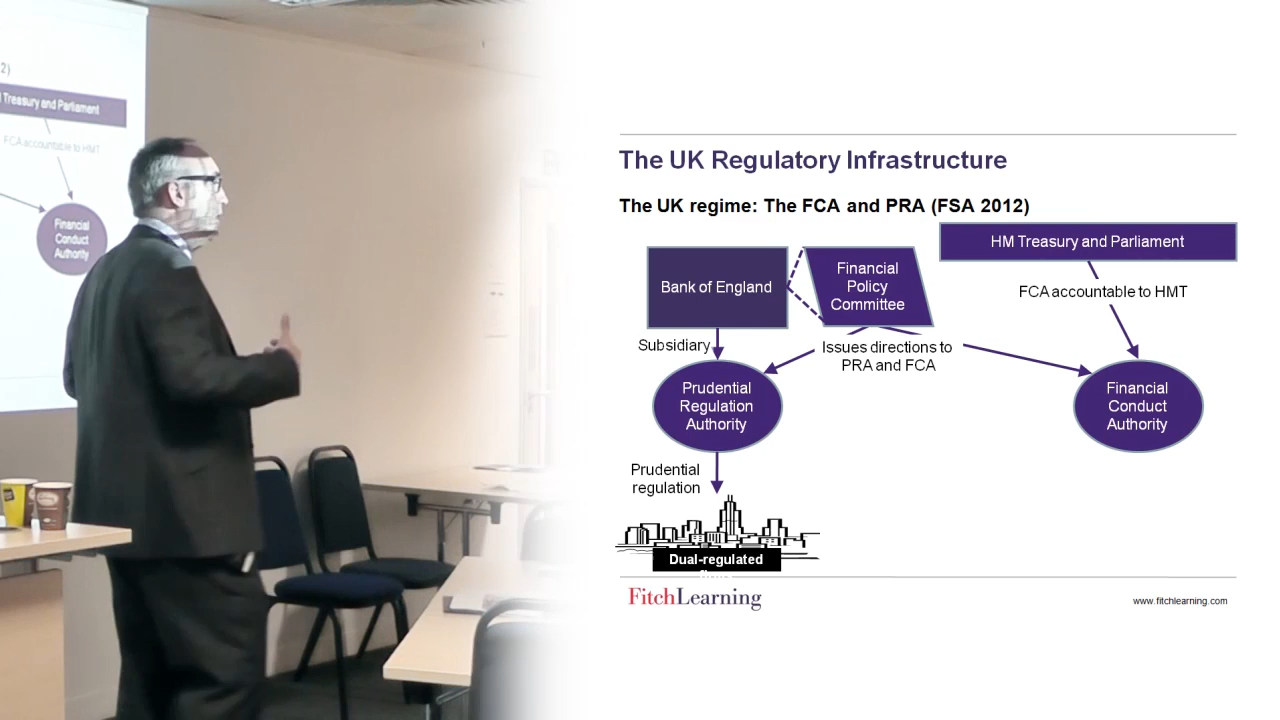 2)
Treasury and Parliament
FCA accountable to HMT
Financial
Conduct
Authority
The UK Regulatory Infrastructure
The UK regime: The FCA and PRA (FSA 2012)
HM Treasury and Parliament
Bank of England
Financial
Policy
Committee
FCA accountable to HMT
Subsidiary
Issues directions to
PRA and FCA
Prudential
Regulation
Authority
Financial
Conduct
Authority
Prudential
regulation
Dual-regulated
FitchLearning
www.fitchlearning.com